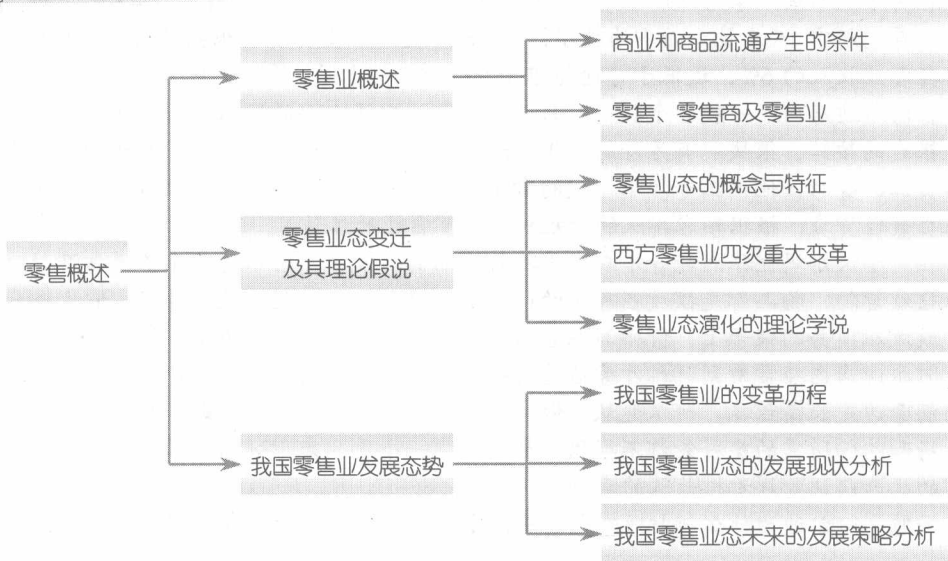 零售概述
零售业概述
商业和商品流通产生的条件
零售、零售商及零售业
零售业态变迁
及其理论假说
零售业态的概念与特征
西方零售业四次重大变革
零售业态演化的理论学说
我国零售业发展态势
我国零售业的变革历程
我国零售业态的发展现状分析
我国零售业态未来的发展策略分析